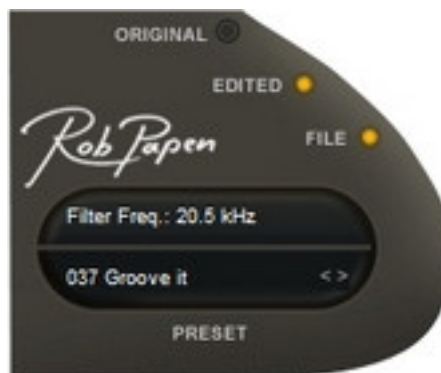 ORIGINAL
EDITED
FILE
Rob Papen
Filter Freq.: 20.5 kHz
037 Groove it < >
PRESET